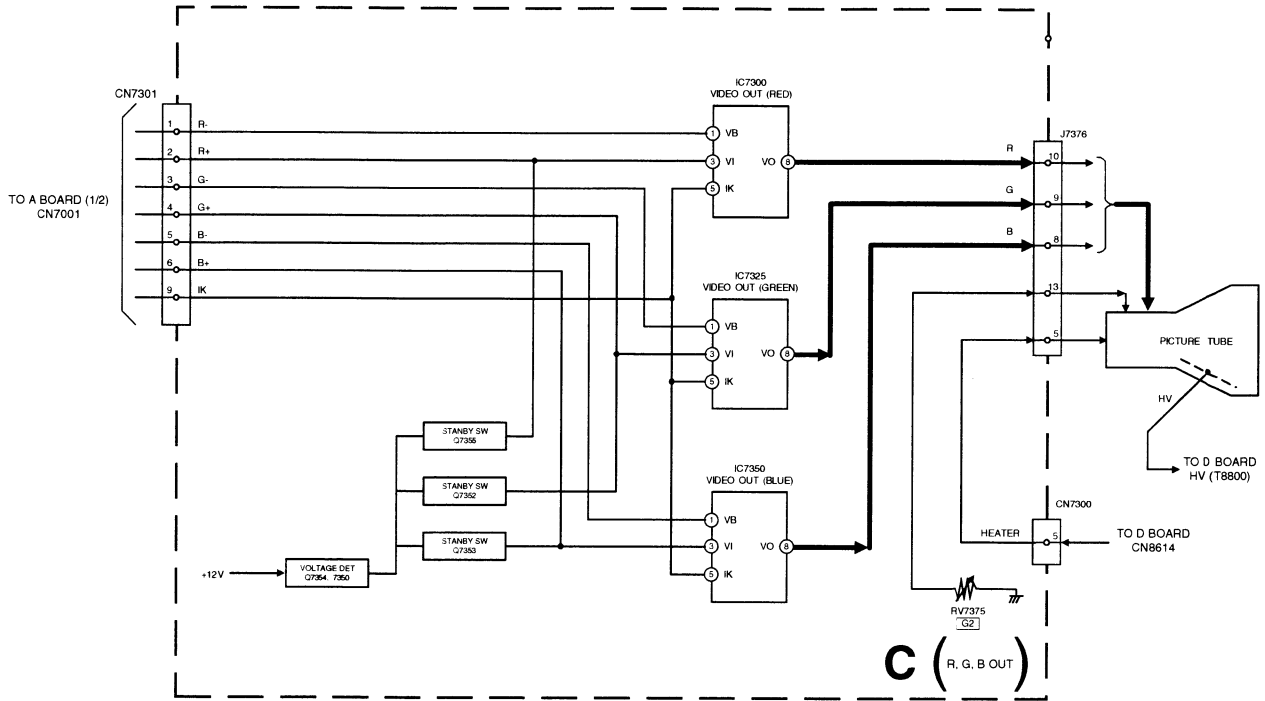 CN7301
TO A BOARD (1/2)
CN7001
1 R-
2 R+
3 G-
4 G+
5 B-
6 B+
9 IK
IC7300
VIDEO OUT (RED)
1 VB
3 VI VO 8
5 IK
IC7325
VIDEO OUT (GREEN)
1 VB
3 VI VO 8
5 IK
IC7350
VIDEO OUT (BLUE)
1 VB
3 VI VO 8
5 IK
STANBY SW
Q7355
STANBY SW
Q7352
STANBY SW
Q7353
+12V
VOLTAGE DET
Q7354, 7350
J7376
R 10
G 9
B 8
13
5
PICTURE TUBE
HV
TO D BOARD
HV (T8800)
CN7300
HEATER 5
TO D BOARD
CN8614
RV7375
G2
C (R, G, B OUT)